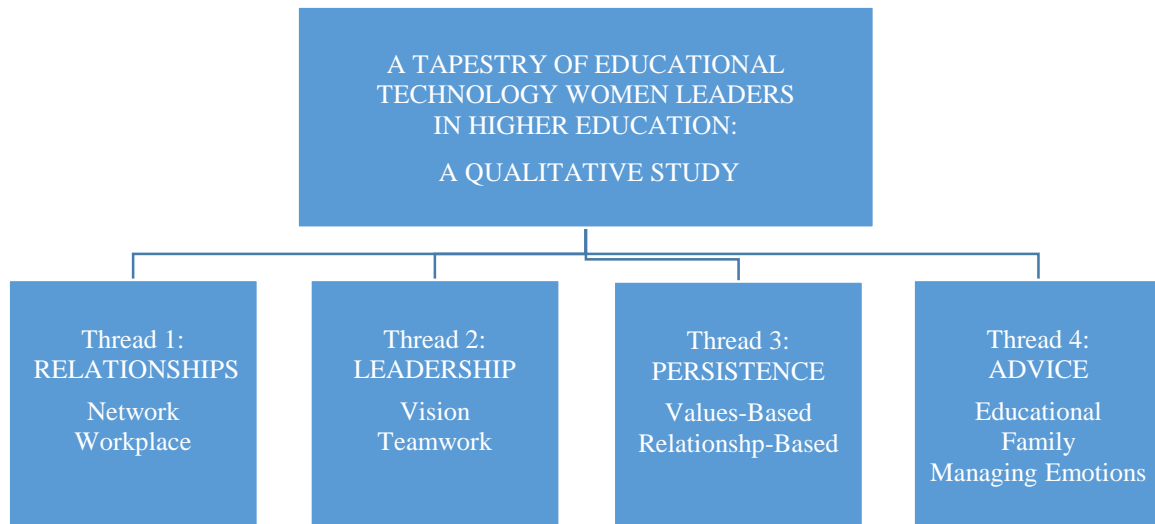 A TAPESTRY OF EDUCATIONAL
TECHNOLOGY WOMEN LEADERS
IN HIGHER EDUCATION:
A QUALITATIVE STUDY
Thread 1:
RELATIONSHIPS
Network
Workplace
Thread 2:
LEADERSHIP
Vision
Teamwork
Thread 3:
PERSISTENCE
Values-Based
Relationshp-Based
Thread 4:
ADVICE
Educational
Family
Managing Emotions